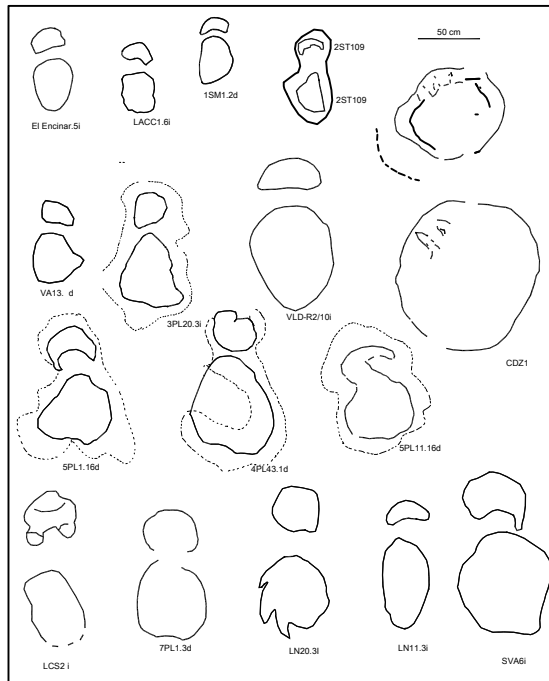 50 cm
2ST109
El Encinar.5i
LACC1.6i
1SM1.2d
2ST109
VA13. d
3PL20.3i
VLD-R2/10i
CDZ1
5PL1.16d
4PL43.1d
5PL11.16d
LCS2 i
7PL1.3d
LN20.3I
LN11.3i
SVA6i